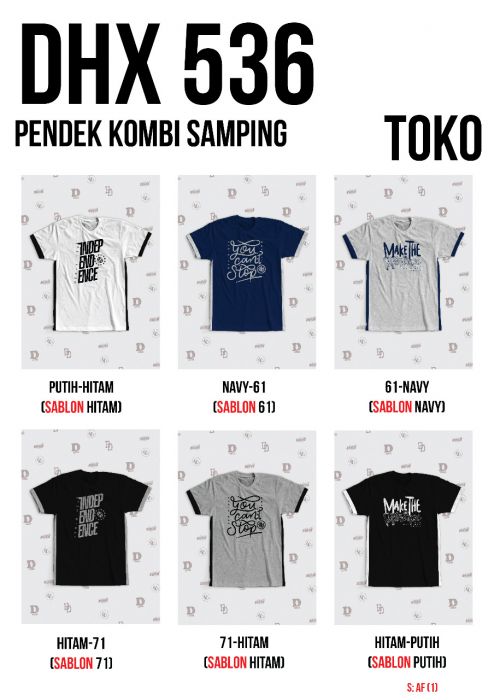 DHX 536
PENDEK KOMBI SAMPING
TOKO
INDEP
END
ENCE
You
can't
Stop
MAKE THE
PUTIH-HITAM
(SABLON HITAM)
NAVY-61
(SABLON 61)
61-NAVY
(SABLON NAVY)
INDEP
END
ENCE
You
can't
Stop
MAKE THE
HITAM-71
(SABLON 71)
71-HITAM
(SABLON HITAM)
HITAM-PUTIH
(SABLON PUTIH)
S: AF (1)